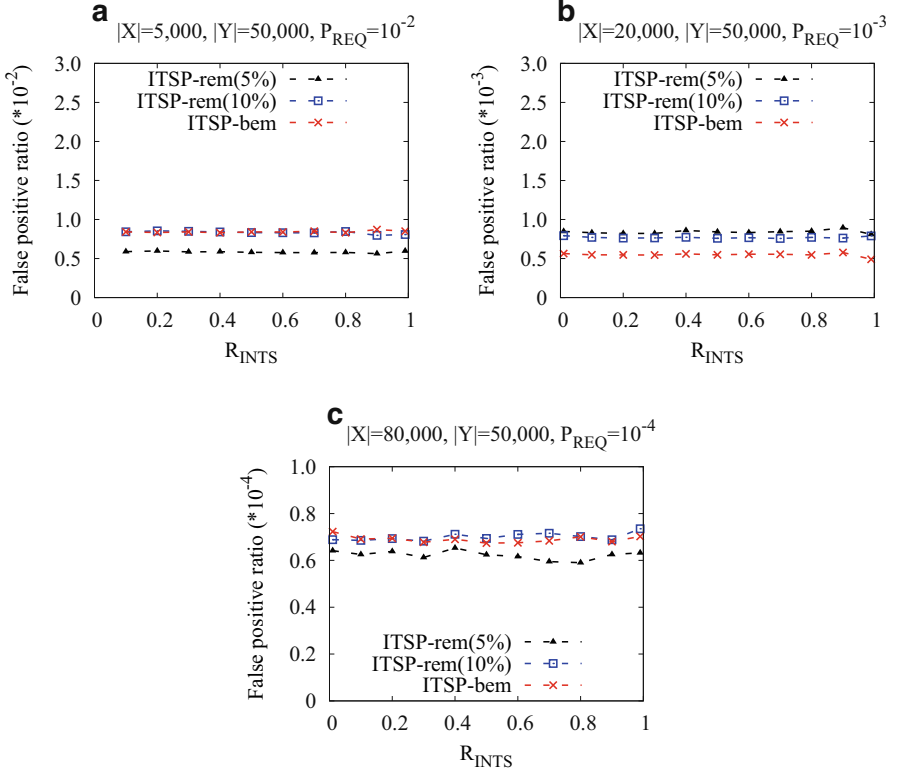 a
|X|=5,000, |Y|=50,000, P_REQ=10^-2
False positive ratio (*10^-2)
3.0
2.5
2.0
1.5
1.0
0.5
0
ITSP-rem(5%)
ITSP-rem(10%)
ITSP-bem
0 0.2 0.4 0.6 0.8 1
R_INTS
b
|X|=20,000, |Y|=50,000, P_REQ=10^-3
False positive ratio (*10^-3)
3.0
2.5
2.0
1.5
1.0
0.5
0
ITSP-rem(5%)
ITSP-rem(10%)
ITSP-bem
0 0.2 0.4 0.6 0.8 1
R_INTS
c
|X|=80,000, |Y|=50,000, P_REQ=10^-4
False positive ratio (*10^-4)
1.0
0.8
0.6
0.4
0.2
0
ITSP-rem(5%)
ITSP-rem(10%)
ITSP-bem
0 0.2 0.4 0.6 0.8 1
R_INTS